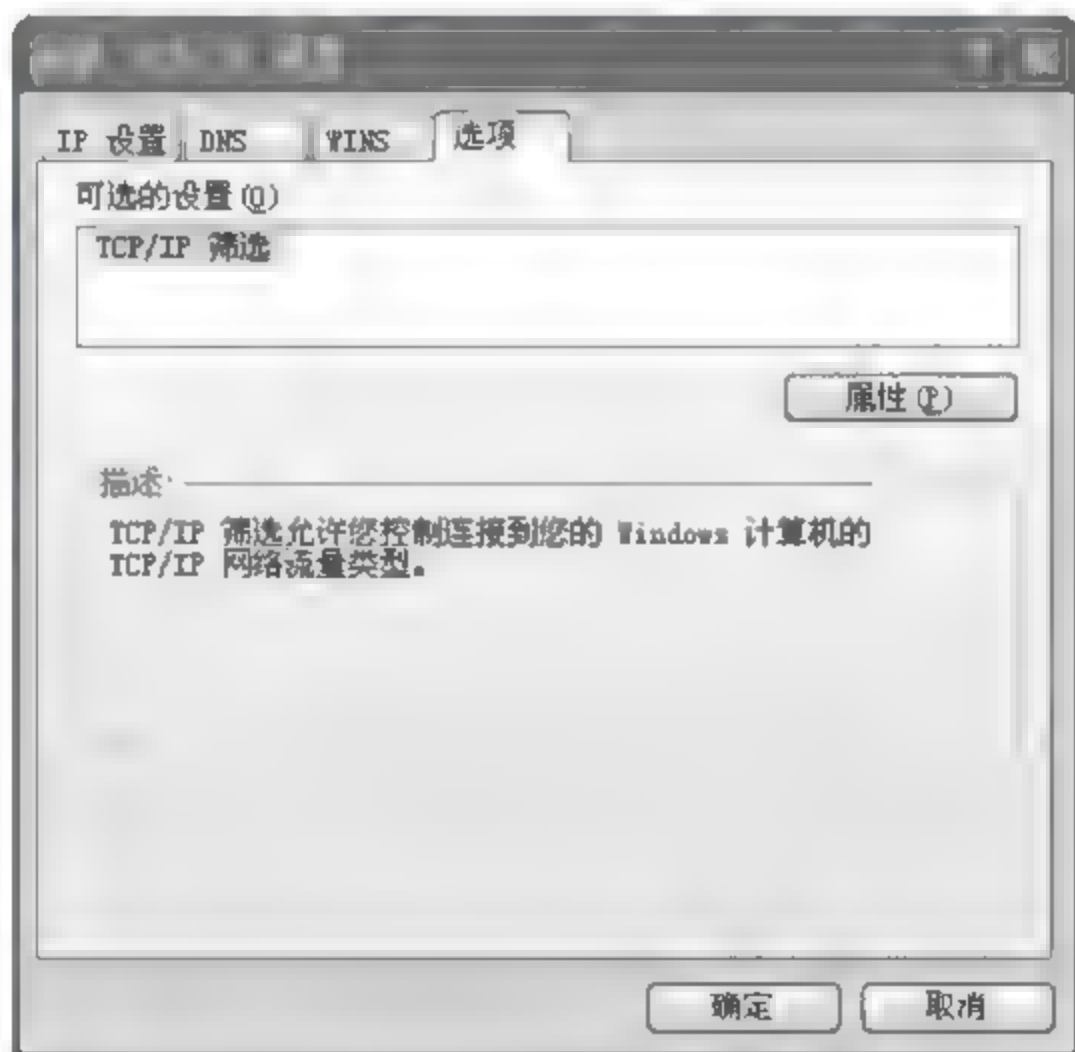 IP 设置
DNS
WINS
选项
可选的设置(O)
TCP/IP 筛选
属性(P)
描述:
TCP/IP 筛选允许您控制连接到您的 Windows 计算机的
TCP/IP 网络流量类型。
确定
取消